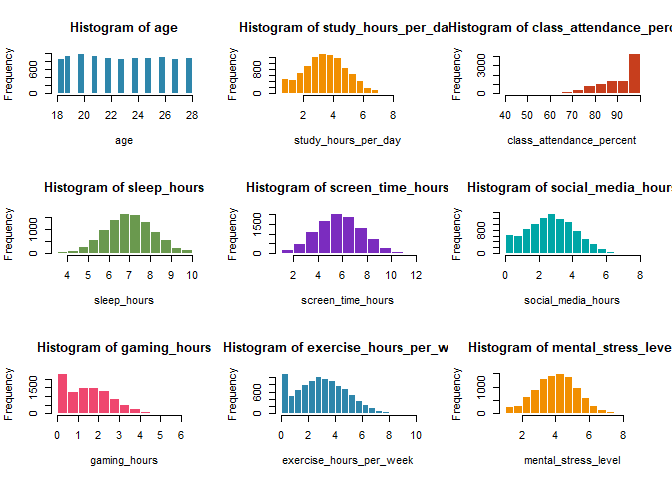 Histogram of age
Frequency
0 600
18 20 22 24 26 28
age
Histogram of study_hours_per_da
Frequency
0 800
2 4 6 8
study_hours_per_day
Histogram of class_attendance_perc
Frequency
0 3000
40 50 60 70 80 90
class_attendance_percent
Histogram of sleep_hours
Frequency
0 1000
4 5 6 7 8 9 10
sleep_hours
Histogram of screen_time_hours
Frequency
0 1500
2 4 6 8 10 12
screen_time_hours
Histogram of social_media_hours
Frequency
0 800
0 2 4 6 8
social_media_hours
Histogram of gaming_hours
Frequency
0 1500
0 1 2 3 4 5 6
gaming_hours
Histogram of exercise_hours_per_w
Frequency
0 600
0 2 4 6 8 10
exercise_hours_per_week
Histogram of mental_stress_leve
Frequency
0 1000
2 4 6 8
mental_stress_level